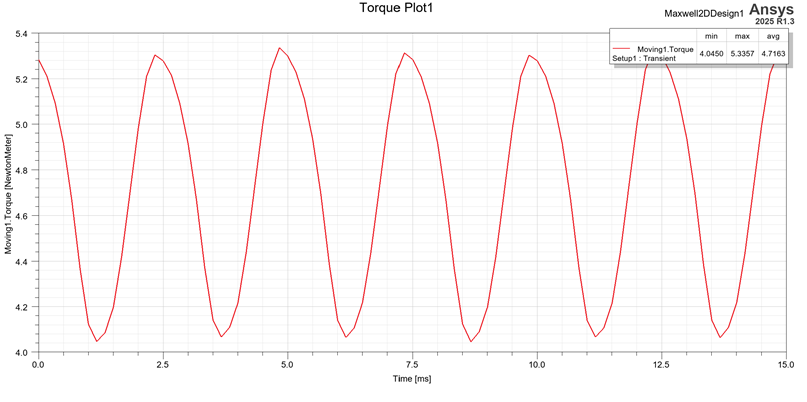 Torque Plot1
Maxwell2DDesign1 Ansys
2025 R1.3
min max avg
Moving1.Torque 4.0450 5.3357 4.7163
Setup1 : Transient
Moving1.Torque [NewtonMeter]
5.4
5.2
5.0
4.8
4.6
4.4
4.2
4.0
0.0 2.5 5.0 7.5 10.0 12.5 15.0
Time [ms]